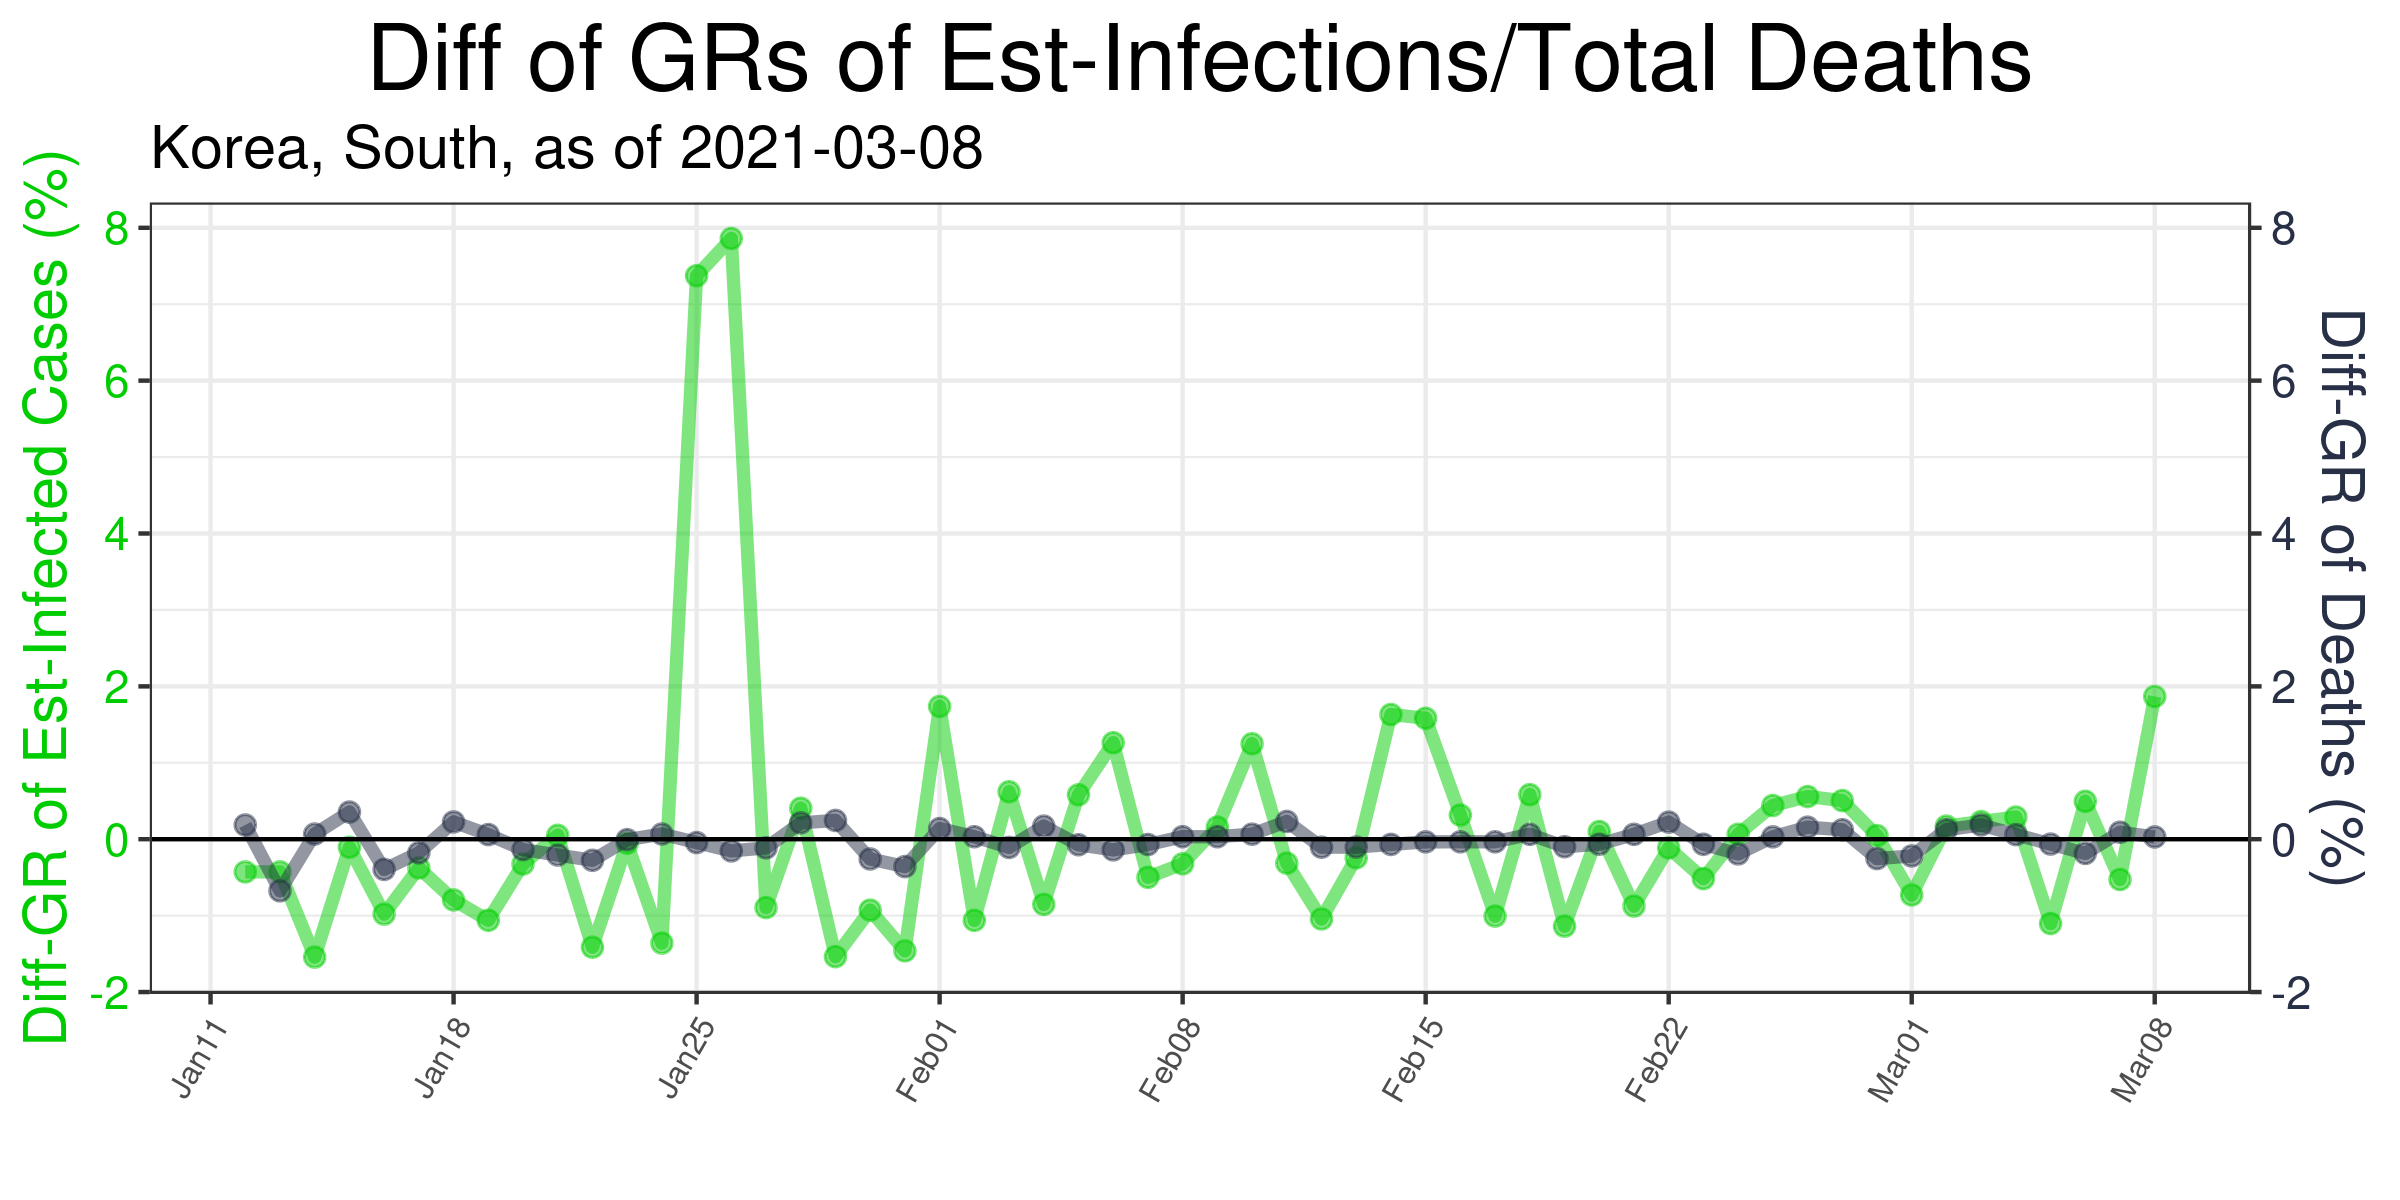 Diff of GRs of Est-Infections/Total Deaths
Korea, South, as of 2021-03-08
Diff-GR of Est-Infected Cases (%)
8
6
4
2
0
-2
8
6
4
2
0
-2
Diff-GR of Deaths (%)
Jan11
Jan18
Jan25
Feb01
Feb08
Feb15
Feb22
Mar01
Mar08